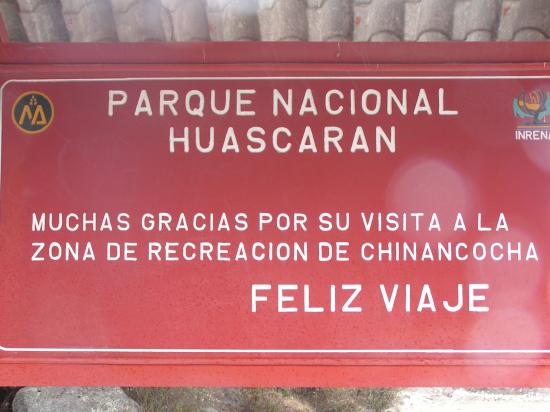 PARQUE NACIONAL
HUASCARAN
INRENA
MUCHAS GRACIAS POR SU VISITA A LA
ZONA DE RECREACION DE CHINANCOCHA
FELIZ VIAJE